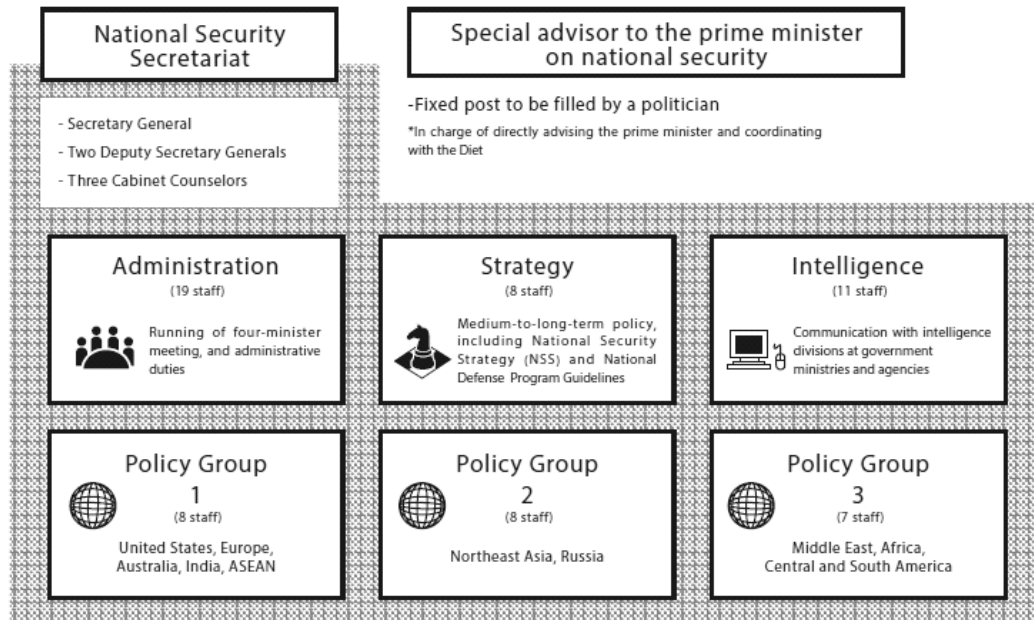 National Security
Secretariat
- Secretary General
- Two Deputy Secretary Generals
- Three Cabinet Counselors
Special advisor to the prime minister
on national security
-Fixed post to be filled by a politician
*In charge of directly advising the prime minister and coordinating
with the Diet
Administration
(19 staff)
Running of four-minister
meeting, and administrative
duties
Strategy
(8 staff)
Medium-to-long-term policy,
including National Security
Strategy (NSS) and National
Defense Program Guidelines
Intelligence
(11 staff)
Communication with intelligence
divisions at government
ministries and agencies
Policy Group
1
(8 staff)
United States, Europe,
Australia, India, ASEAN
Policy Group
2
(8 staff)
Northeast Asia, Russia
Policy Group
3
(7 staff)
Middle East, Africa,
Central and South America